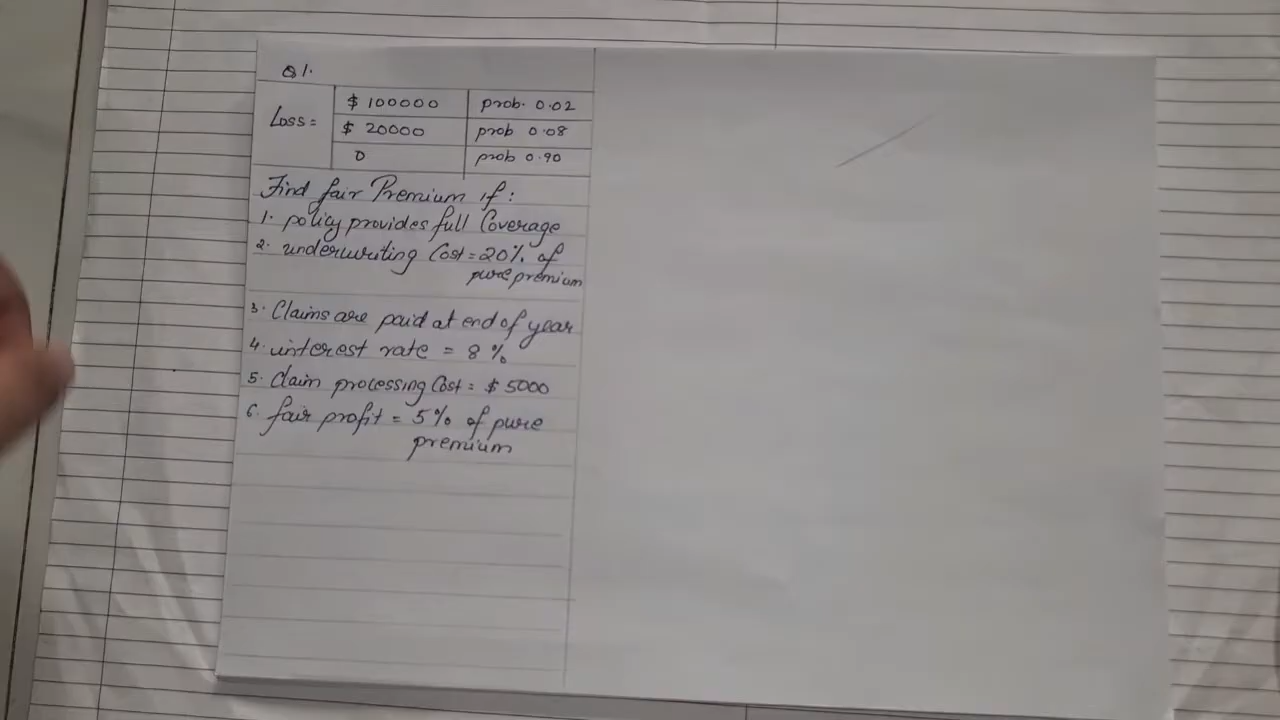 Q1.
Loss = $ 100000 prob. 0.02
$ 20000 prob 0.08
0 prob 0.90
Find fair Premium if:
1. policy provides full Coverage
2. underwriting Cost = 20% of
pure premium
3. Claims are paid at end of year
4. interest rate = 8%
5. Claim processing Cost = $ 5000
6. fair profit = 5% of pure
premium